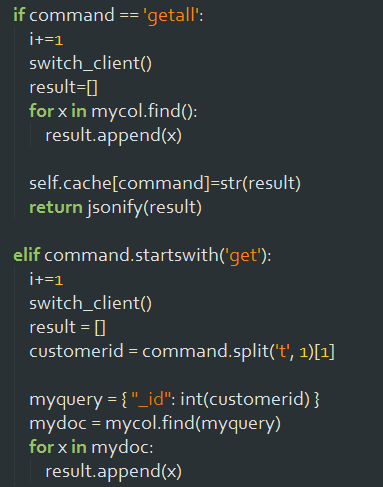 if command == 'getall':
i+=1
switch_client()
result=[]
for x in mycol.find():
result.append(x)
self.cache[command]=str(result)
return jsonify(result)
elif command.startswith('get'):
i+=1
switch_client()
result = []
customerid = command.split('t', 1)[1]
myquery = { "_id": int(customerid) }
mydoc = mycol.find(myquery)
for x in mydoc:
result.append(x)